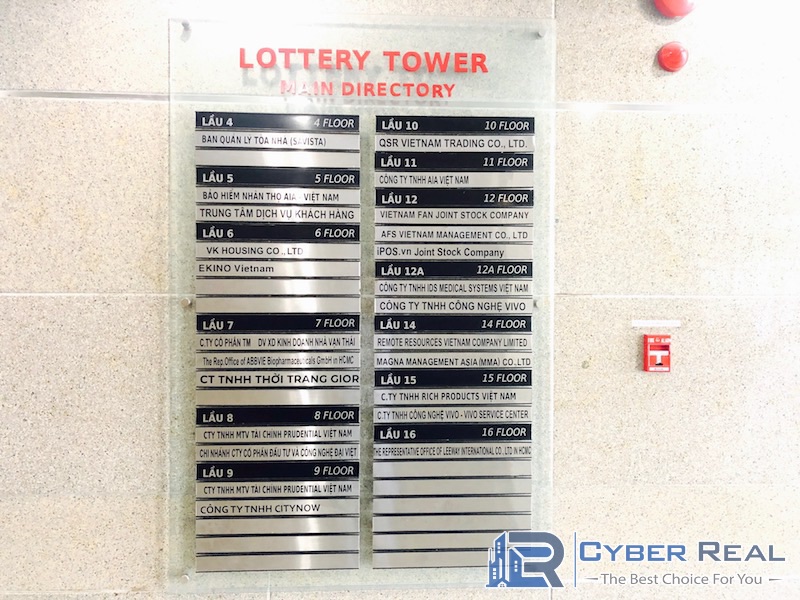 LOTTERY TOWER
MAIN DIRECTORY
LẦU 4 4 FLOOR
BAN QUẢN LÝ TÒA NHÀ (SAVISTA)
LẦU 5 5 FLOOR
BẢO HIỂM NHÂN THỌ AIA - VIỆT NAM
TRUNG TÂM DỊCH VỤ KHÁCH HÀNG
LẦU 6 6 FLOOR
VK HOUSING CO., LTD
EKINO Vietnam
LẦU 7 7 FLOOR
C.TY CỔ PHẦN TM DV XD KINH DOANH NHÀ VẠN THÁI
The Rep.Office of ABBVIE Biopharmaceuticals GmbH in HCMC
CT TNHH THỜI TRANG GIOR
LẦU 8 8 FLOOR
CTY TNHH MTV TÀI CHÍNH PRUDENTIAL VIỆT NAM
CHI NHÁNH CTY CỔ PHẦN ĐẦU TƯ VÀ CÔNG NGHỆ ĐẠI VIỆT
LẦU 9 9 FLOOR
CTY TNHH MTV TÀI CHÍNH PRUDENTIAL VIỆT NAM
CÔNG TY TNHH CITYNOW
LẦU 10 10 FLOOR
QSR VIETNAM TRADING CO., LTD.
LẦU 11 11 FLOOR
CÔNG TY TNHH AIA VIỆT NAM
LẦU 12 12 FLOOR
VIETNAM FAN JOINT STOCK COMPANY
AFS VIETNAM MANAGEMENT CO., LTD
iPOS.vn Joint Stock Company
LẦU 12A 12A FLOOR
CÔNG TY TNHH IDS MEDICAL SYSTEMS VIỆT NAM
CÔNG TY TNHH CÔNG NGHỆ VIVO
LẦU 14 14 FLOOR
REMOTE RESOURCES VIETNAM COMPANY LIMITED
MAGNA MANAGEMENT ASIA (MMA) CO.,LTD
LẦU 15 15 FLOOR
C.TY TNHH RICH PRODUCTS VIỆT NAM
C.TY TNHH CÔNG NGHỆ VIVO - VIVO SERVICE CENTER
LẦU 16 16 FLOOR
THE REPRESENTATIVE OFFICE OF LEEWAY INTERNATIONAL CO., LTD IN HCMC
CYBER REAL
The Best Choice For You